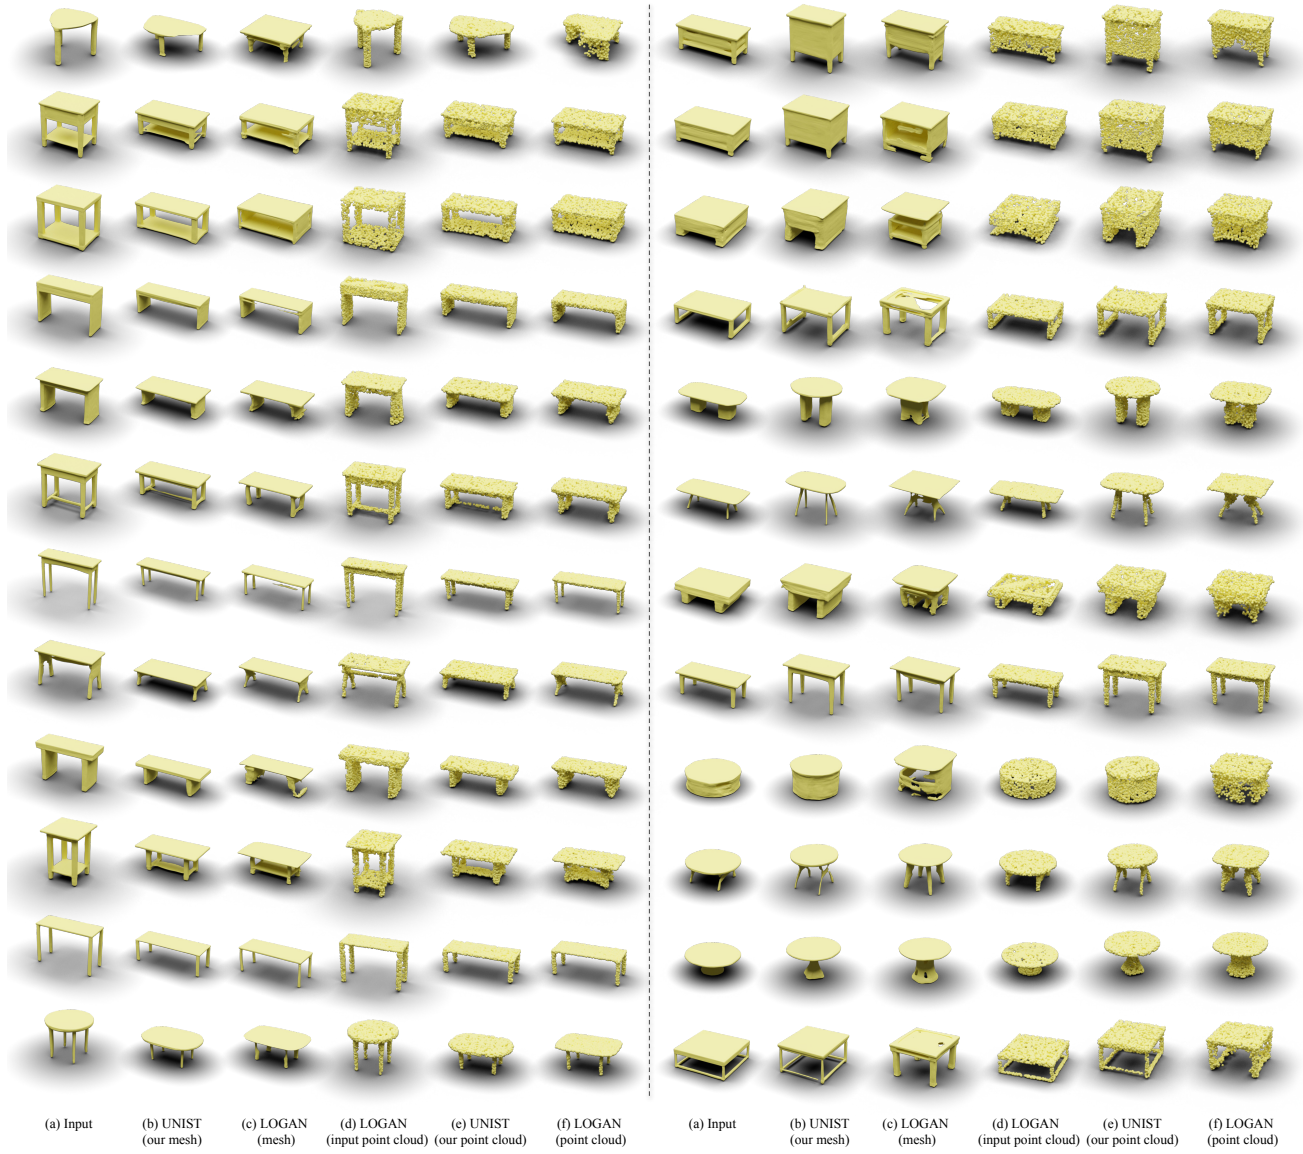 (a) Input
(b) UNIST
(our mesh)
(c) LOGAN
(mesh)
(d) LOGAN
(input point cloud)
(e) UNIST
(our point cloud)
(f) LOGAN
(point cloud)
(a) Input
(b) UNIST
(our mesh)
(c) LOGAN
(mesh)
(d) LOGAN
(input point cloud)
(e) UNIST
(our point cloud)
(f) LOGAN
(point cloud)